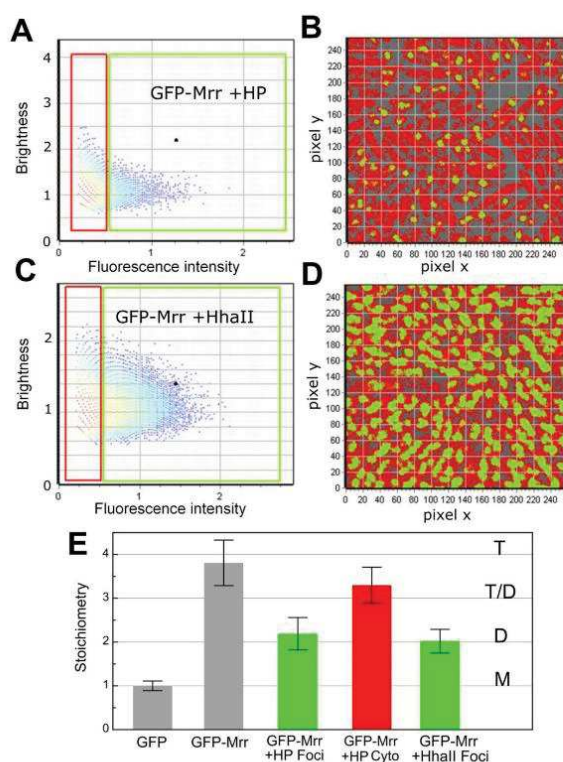 A
B
4
3
2
1
0
Brightness
GFP-Mrr +HP
0
1
2
Fluorescence intensity
pixel y
240
220
200
180
160
140
120
100
80
60
40
20
0
0 20 40 60 80 100 120 140 160 180 200 220 240
pixel x
C
D
2
1
0
Brightness
GFP-Mrr +HhaII
0
1
2
Fluorescence intensity
pixel y
240
220
200
180
160
140
120
100
80
60
40
20
0
0 20 40 60 80 100 120 140 160 180 200 220 240
pixel x
E
Stoichiometry
4
3
2
1
0
T
T/D
D
M
GFP
GFP-Mrr
GFP-Mrr
+HP Foci
GFP-Mrr
+HP Cyto
GFP-Mrr
+HhaII Foci